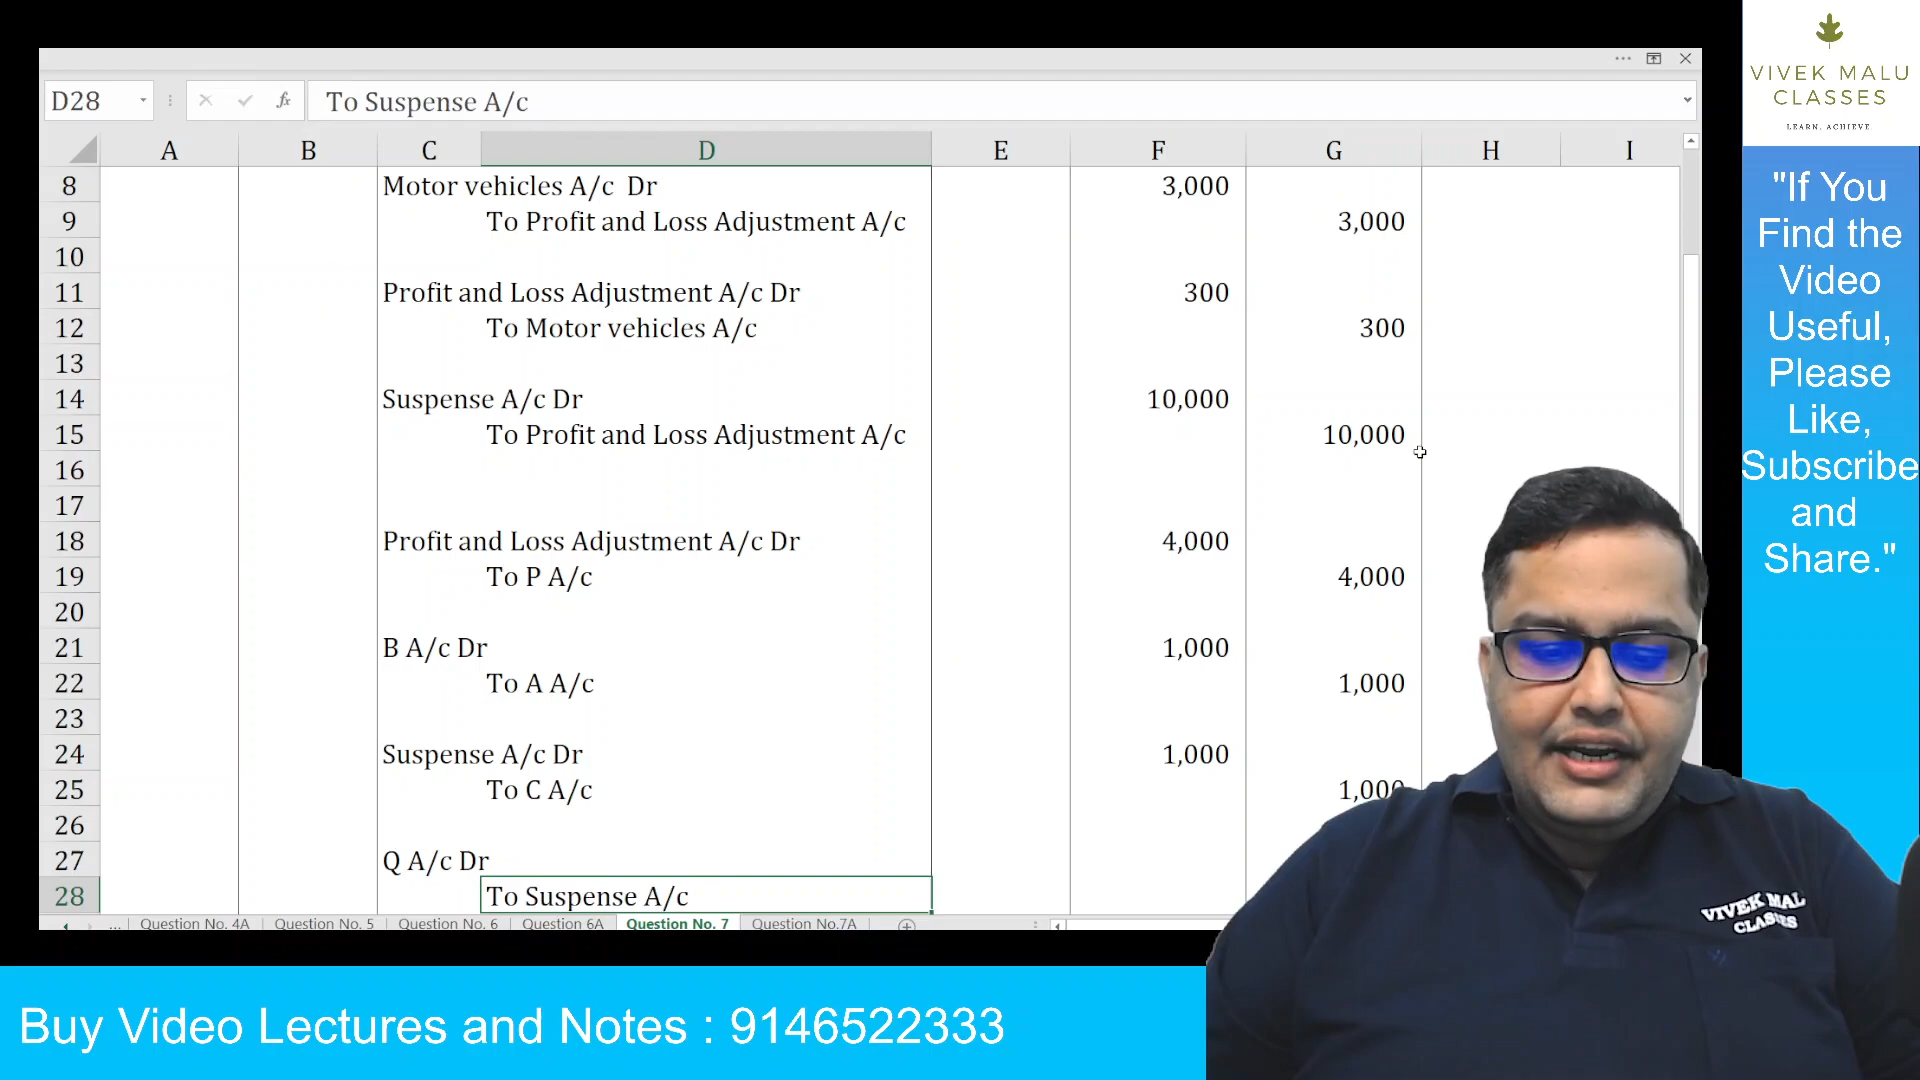 VIVEK MALU
CLASSES
LEARN. ACHIEVE.
D28
fx
To Suspense A/c
A B C D E F G H I
8 Motor vehicles A/c Dr 3,000
9 To Profit and Loss Adjustment A/c 3,000
10
11 Profit and Loss Adjustment A/c Dr 300
12 To Motor vehicles A/c 300
13
14 Suspense A/c Dr 10,000
15 To Profit and Loss Adjustment A/c 10,000
16
17
18 Profit and Loss Adjustment A/c Dr 4,000
19 To P A/c 4,000
20
21 B A/c Dr 1,000
22 To A A/c 1,000
23
24 Suspense A/c Dr 1,000
25 To C A/c 1,000
26
27 Q A/c Dr
28 To Suspense A/c
... Question No. 4A Question No. 5 Question No. 6 Question 6A Question No. 7 Question No.7A
"If You
Find the
Video
Useful,
Please
Like,
Subscribe
and
Share."
VIVEK MAL
CLASSES
Buy Video Lectures and Notes : 9146522333